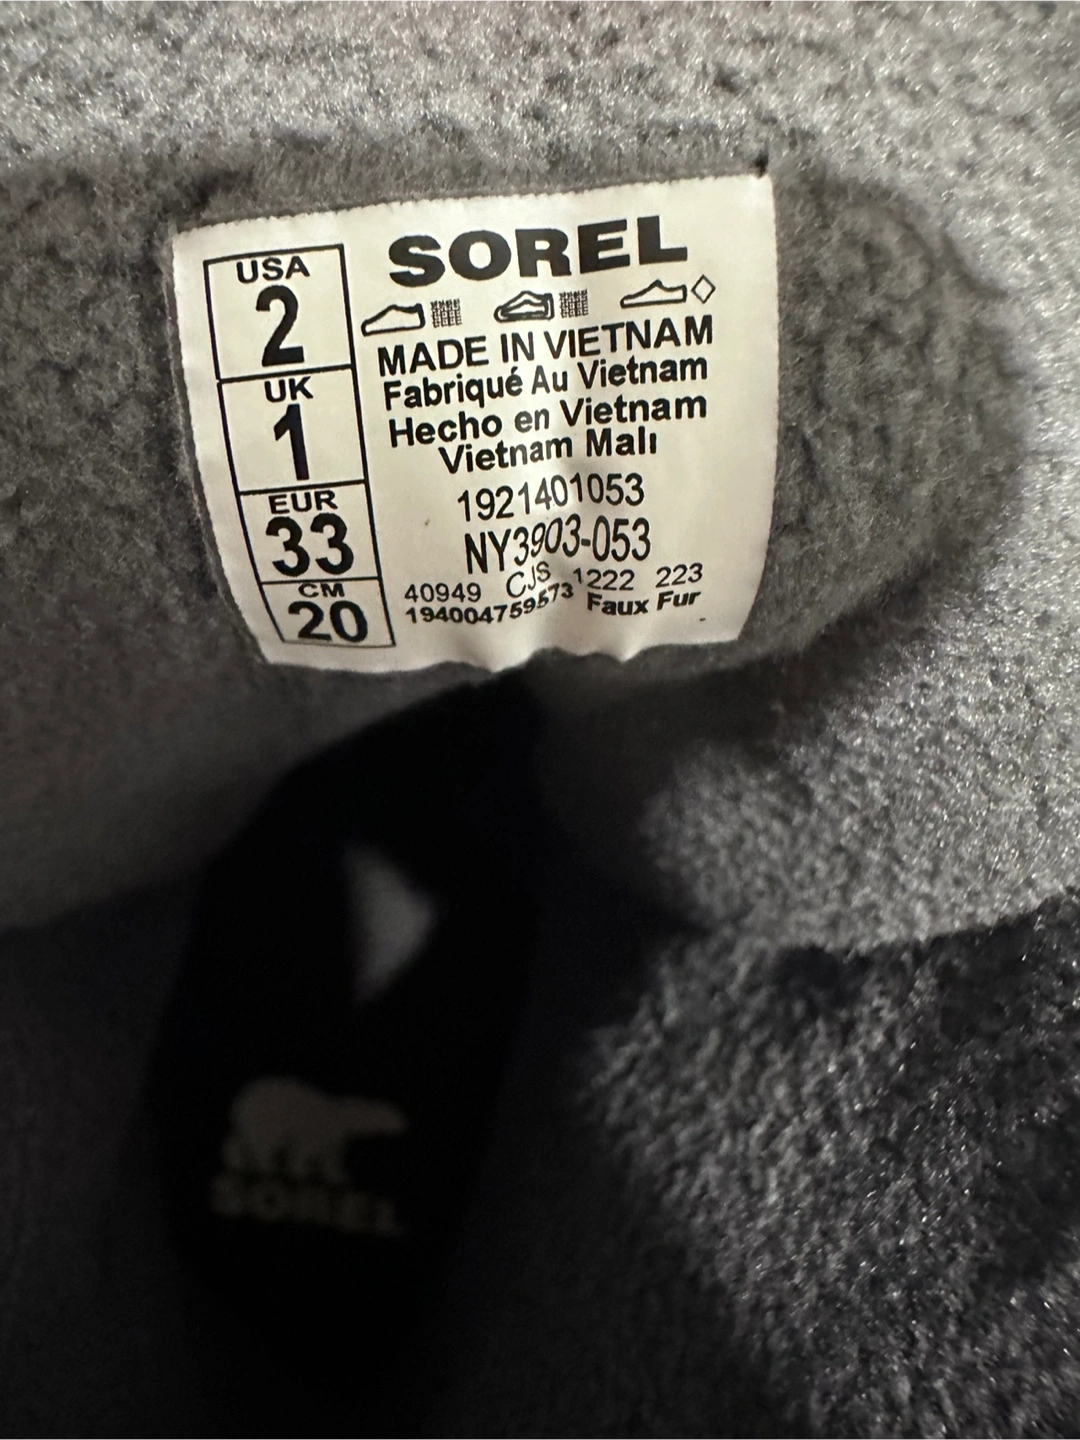 USA
2
UK
1
EUR
33
CM
20
SOREL
MADE IN VIETNAM
Fabriqué Au Vietnam
Hecho en Vietnam
Vietnam Malı
1921401053
NY3903-053
40949 CJS 1222 223
194004759573 Faux Fur
SOREL